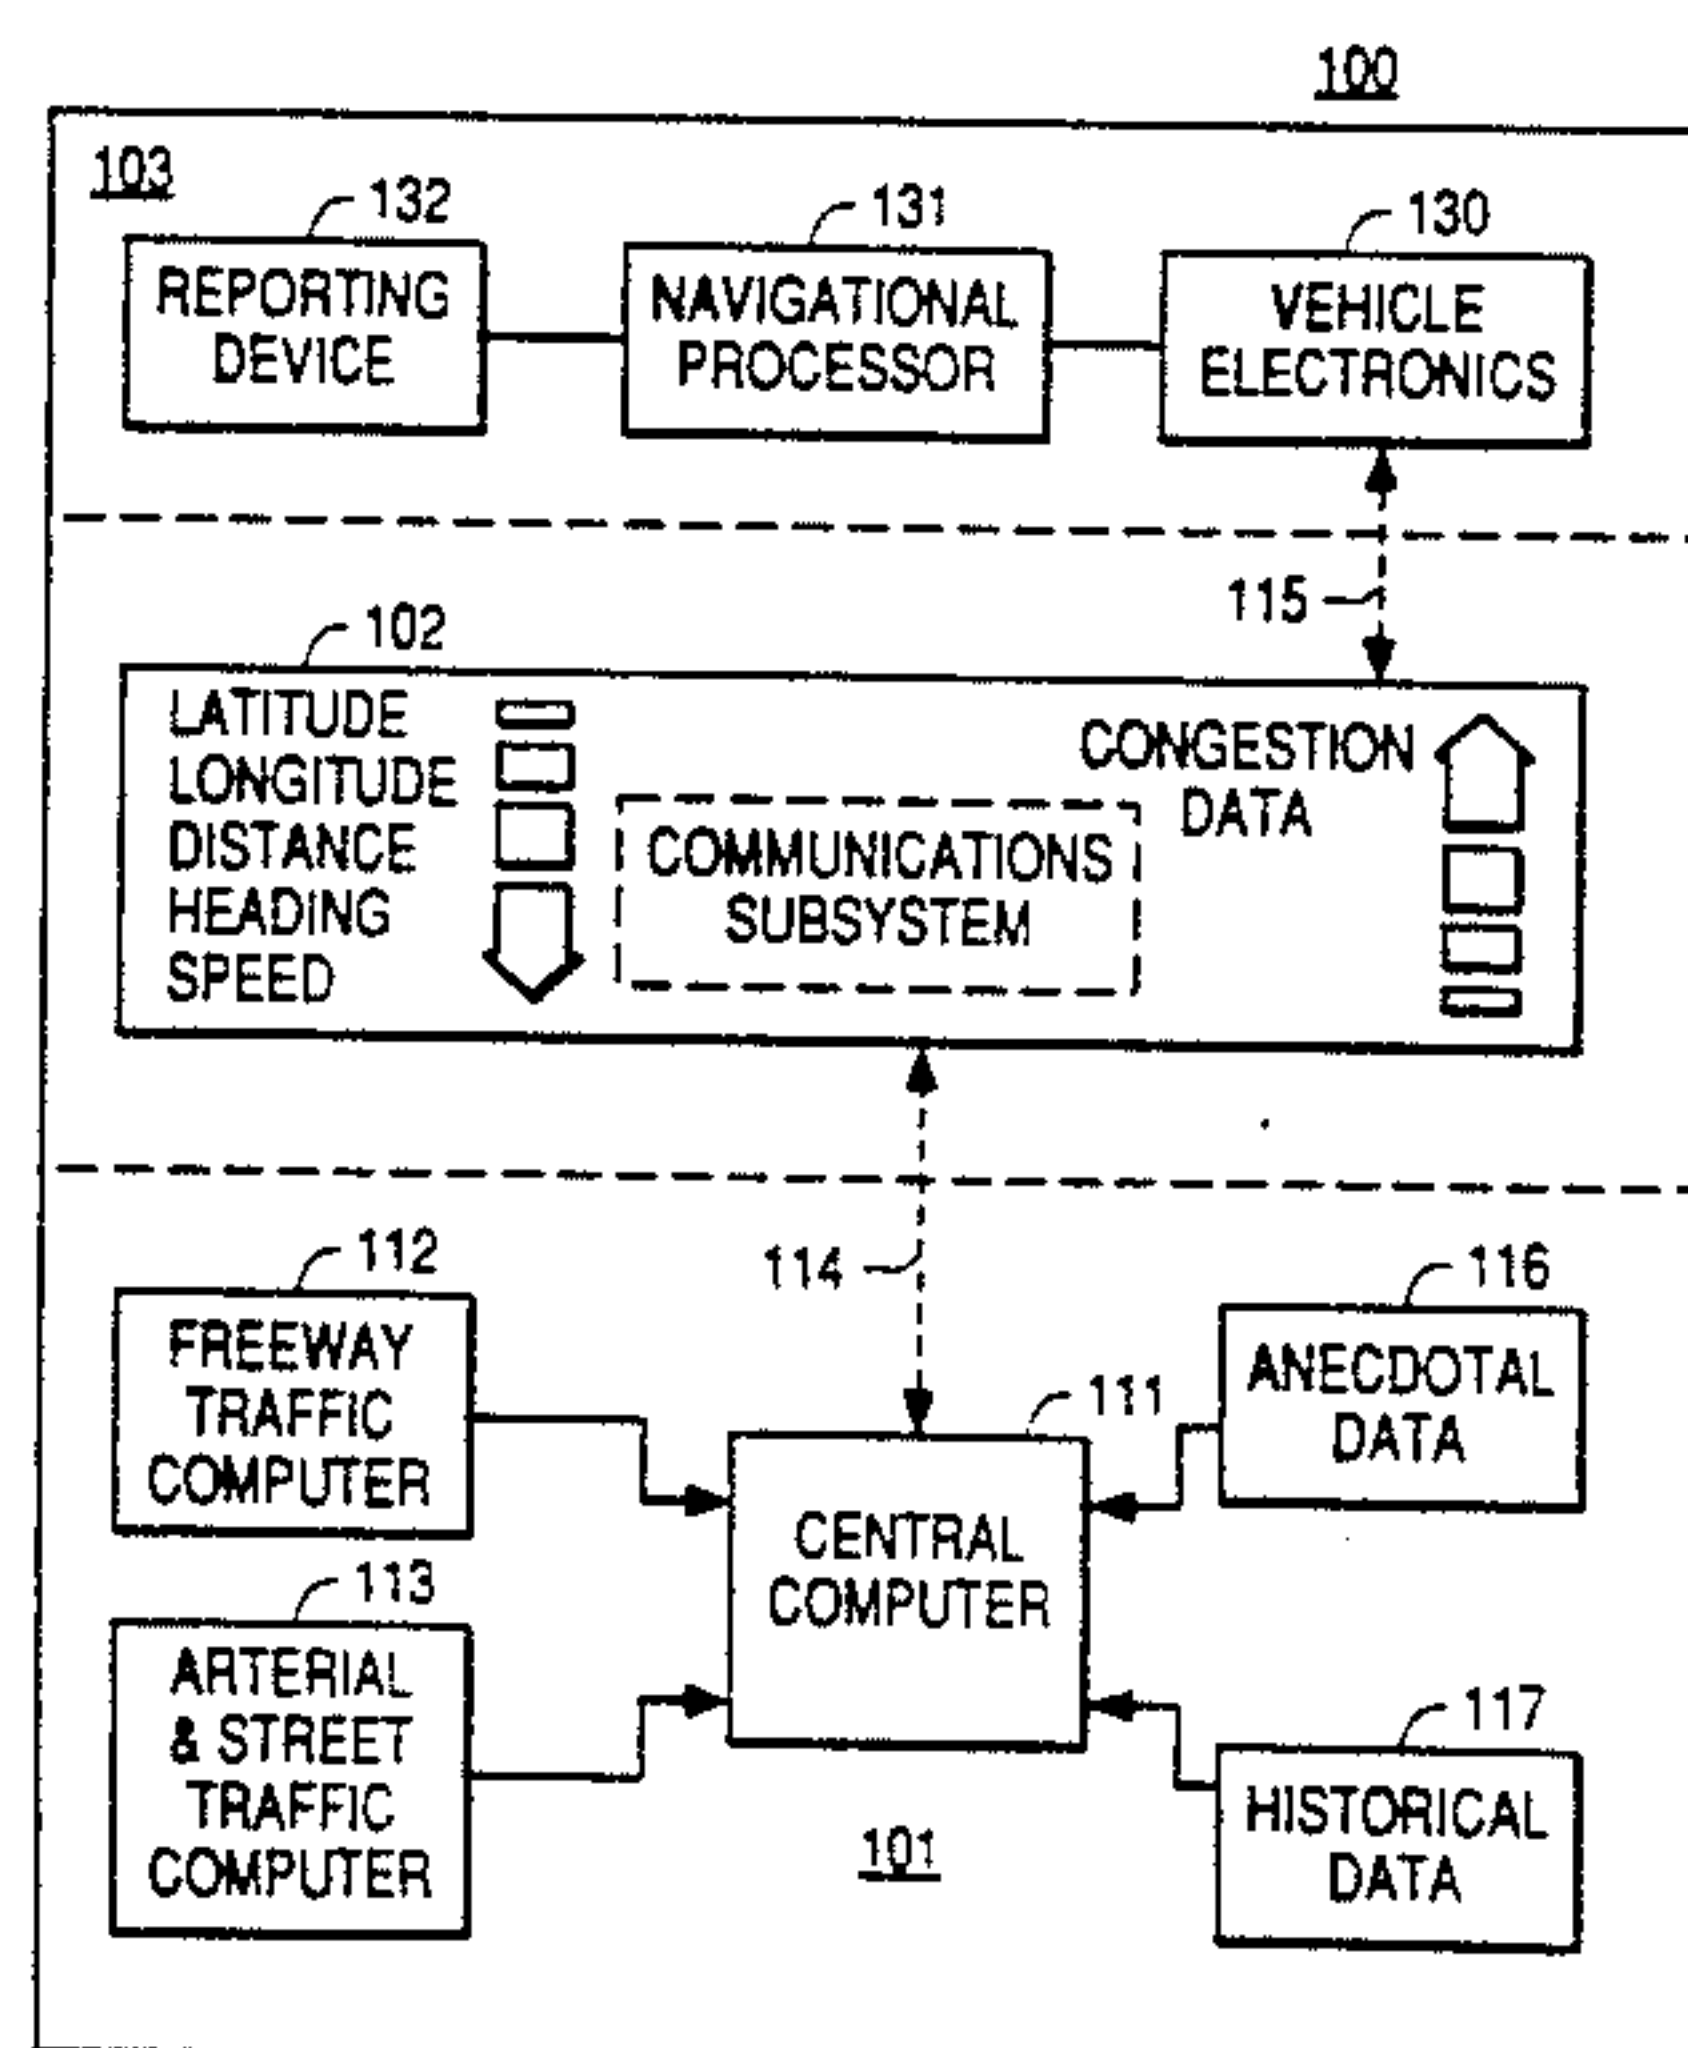 100
103
132
131
130
REPORTING
DEVICE
NAVIGATIONAL
PROCESSOR
VEHICLE
ELECTRONICS
115
102
LATITUDE
LONGITUDE
DISTANCE
HEADING
SPEED
COMMUNICATIONS
SUBSYSTEM
CONGESTION
DATA
114
112
FREEWAY
TRAFFIC
COMPUTER
113
ARTERIAL
& STREET
TRAFFIC
COMPUTER
111
CENTRAL
COMPUTER
101
116
ANECDOTAL
DATA
117
HISTORICAL
DATA